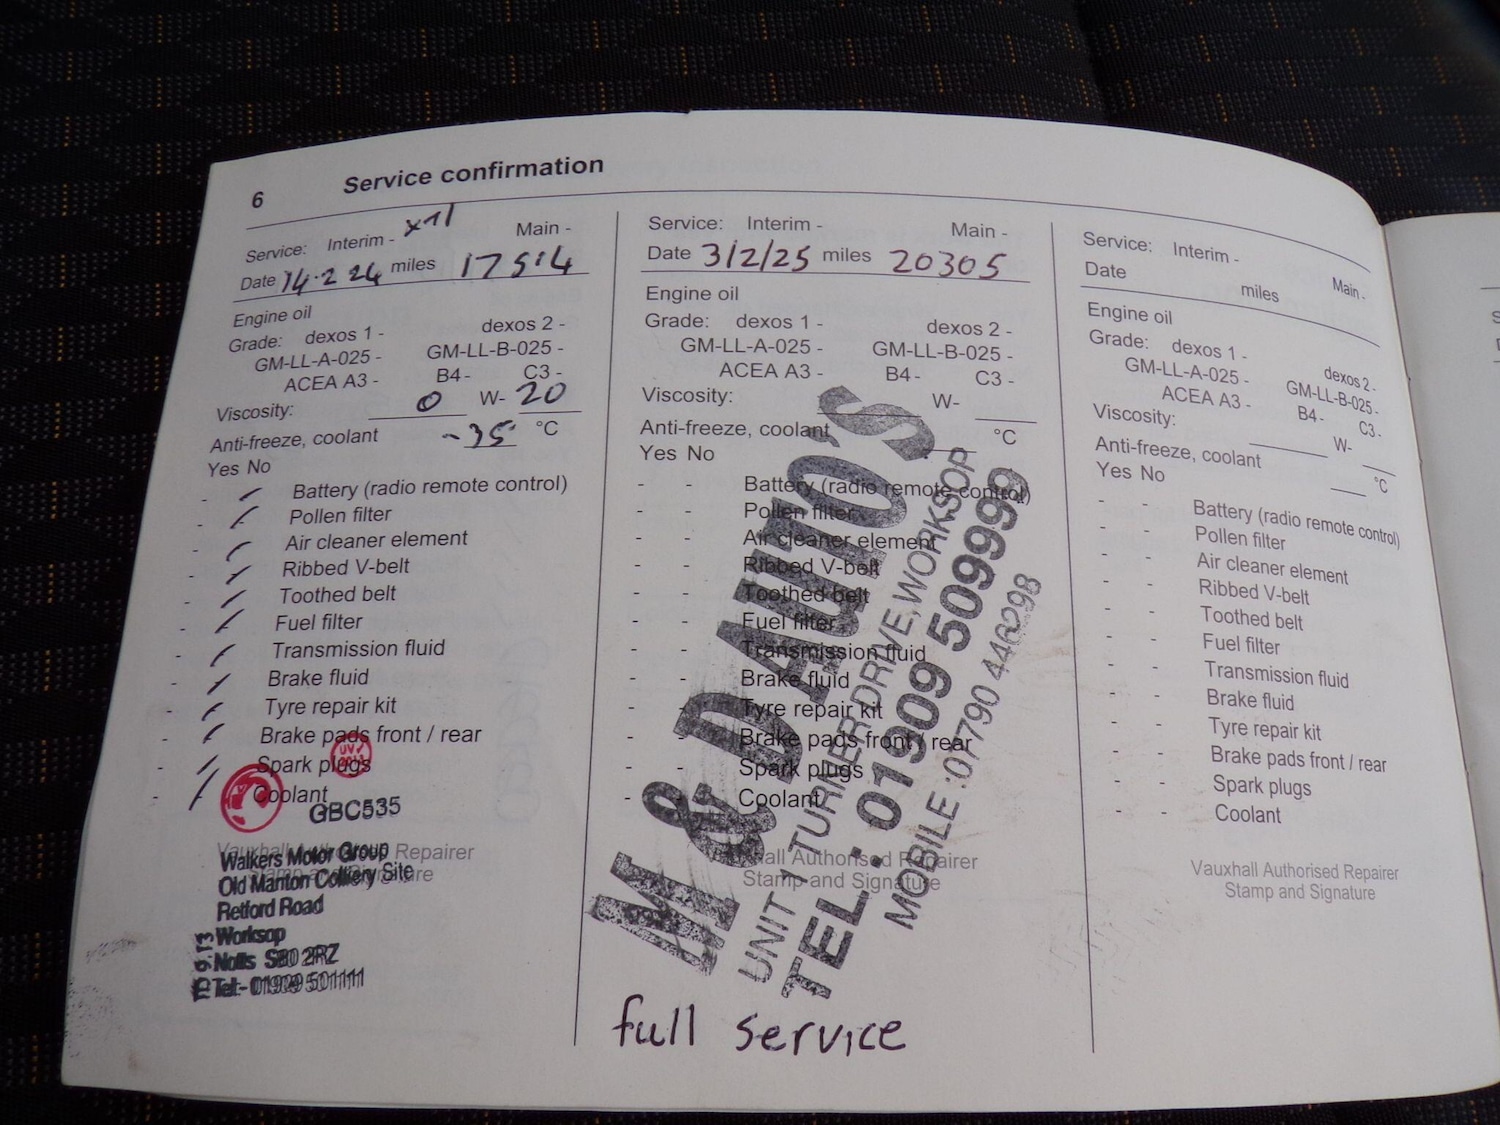 6 Service confirmation
Service: Interim - x1/ Main -
Date 14.2 24 miles 17514
Engine oil
Grade: dexos 1 - dexos 2 -
GM-LL-A-025 - GM-LL-B-025 -
ACEA A3 - B4 - C3 -
Viscosity: 0 W- 20
Anti-freeze, coolant -35 °C
Yes No
- Battery (radio remote control)
- Pollen filter
- Air cleaner element
- Ribbed V-belt
- Toothed belt
- Fuel filter
- Transmission fluid
- Brake fluid
- Tyre repair kit
- Brake pads front / rear
- Spark plugs
- Coolant
GBC535
Vauxhall Authorised Repairer
Stamp and Signature
Walkers Motor Group
Old Manton Colliery Site
Retford Road
Worksop
Notts S80 2RZ
Tel:- 01909 501111
Service: Interim - Main -
Date 3/2/25 miles 20305
Engine oil
Grade: dexos 1 - dexos 2 -
GM-LL-A-025 - GM-LL-B-025 -
ACEA A3 - B4 - C3 -
Viscosity: W-
Anti-freeze, coolant °C
Yes No
- - Battery (radio remote control)
- - Pollen filter
- - Air cleaner element
- - Ribbed V-belt
- - Toothed belt
- - Fuel filter
- - Transmission fluid
- - Brake fluid
- - Tyre repair kit
- - Brake pads front / rear
- - Spark plugs
- - Coolant
Vauxhall Authorised Repairer
Stamp and Signature
M & D AUTO'S
UNIT 1 TURNER DRIVE, WORKSOP
TEL: 01909 509999
MOBILE :07790 446298
full service
Service: Interim - Main -
Date miles
Engine oil
Grade: dexos 1 - dexos 2 -
GM-LL-A-025 - GM-LL-B-025 -
ACEA A3 - B4 - C3 -
Viscosity: W-
Anti-freeze, coolant °C
Yes No
- - Battery (radio remote control)
- - Pollen filter
- - Air cleaner element
- - Ribbed V-belt
- - Toothed belt
- - Fuel filter
- - Transmission fluid
- - Brake fluid
- - Tyre repair kit
- - Brake pads front / rear
- - Spark plugs
- - Coolant
Vauxhall Authorised Repairer
Stamp and Signature